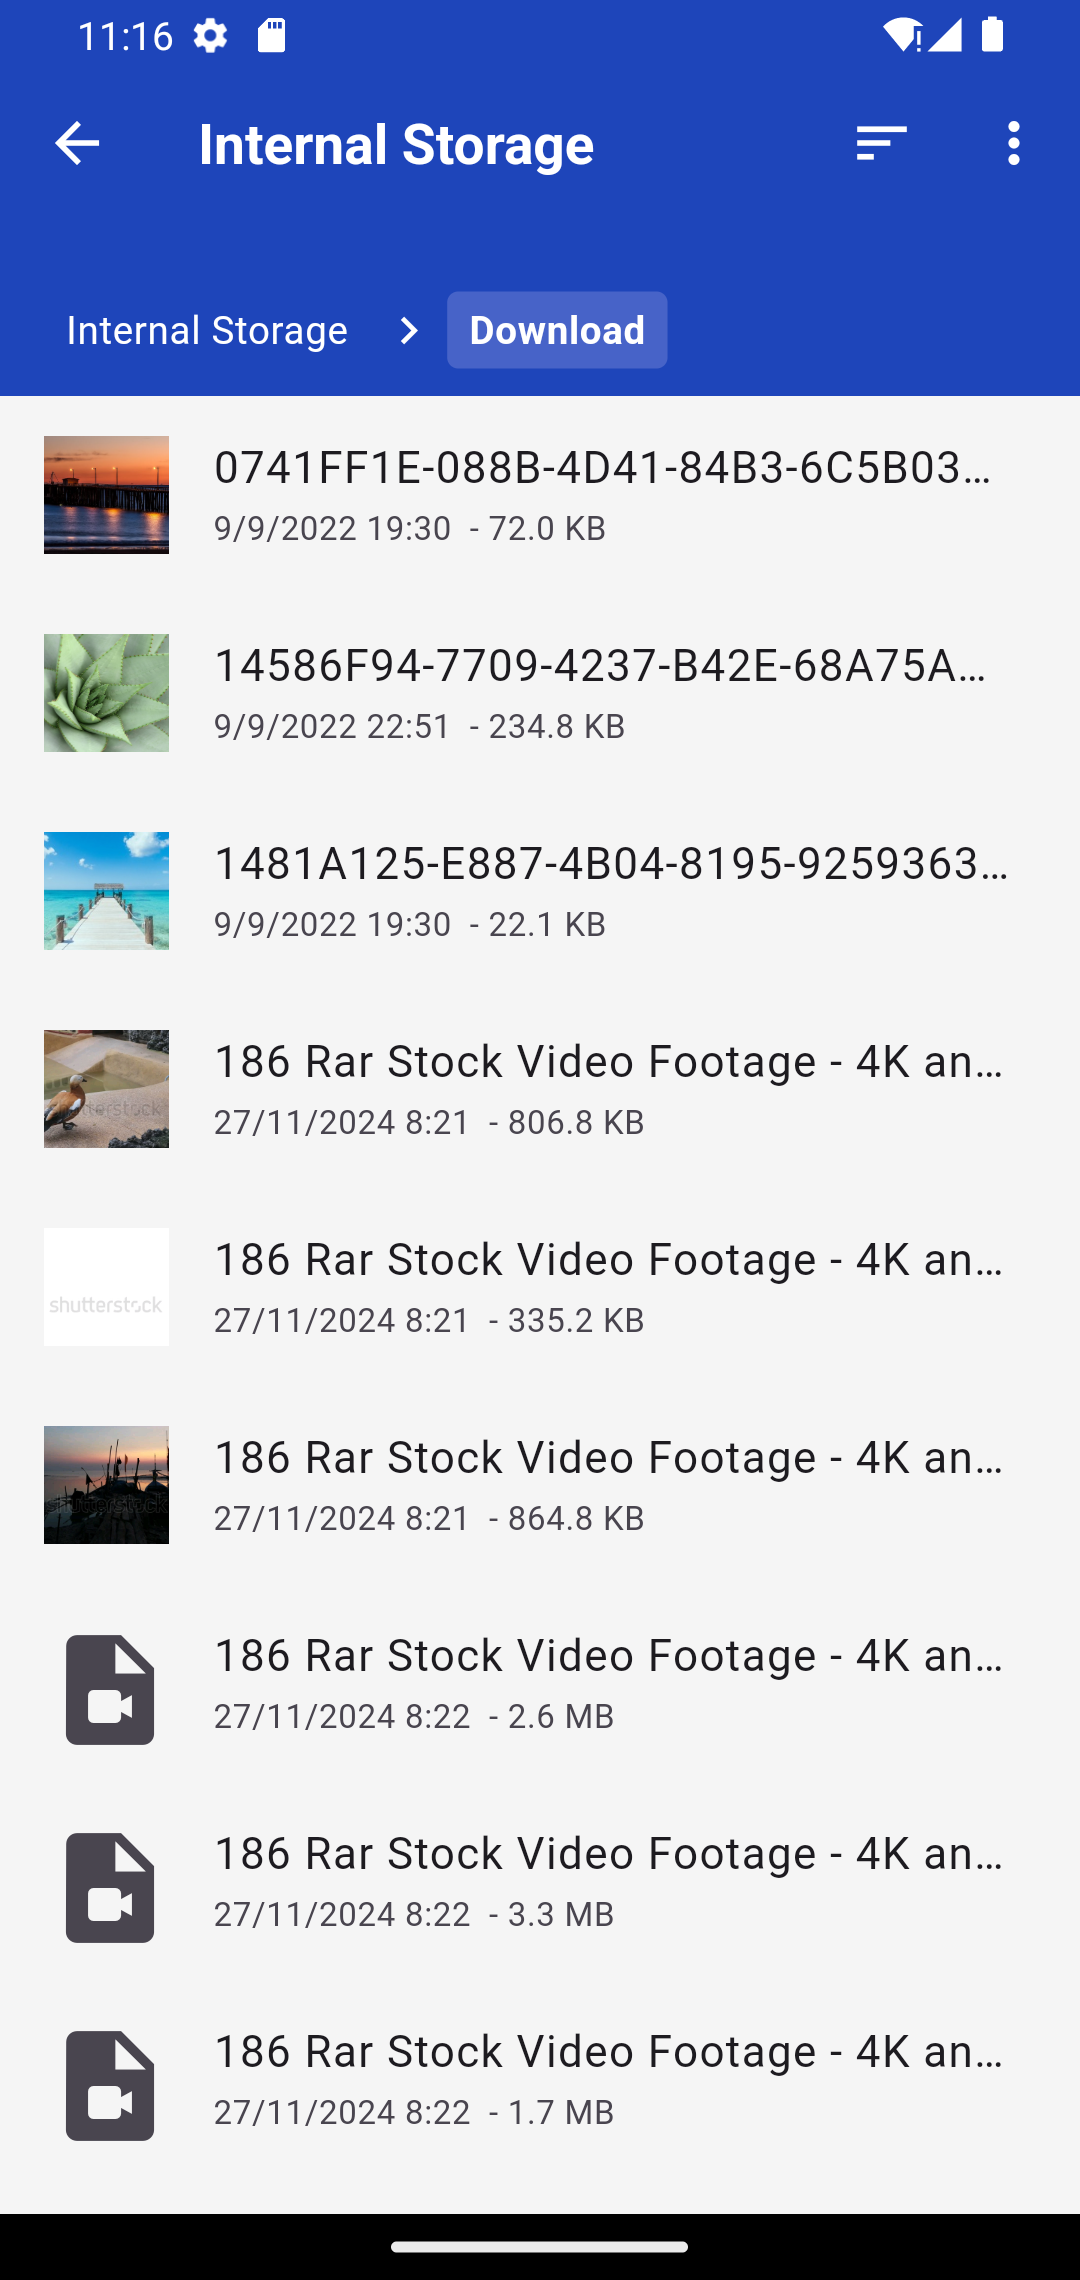 11:16
Internal Storage
Internal Storage
Download
0741FF1E-088B-4D41-84B3-6C5B03...
9/9/2022 19:30 - 72.0 KB
14586F94-7709-4237-B42E-68A75A...
9/9/2022 22:51 - 234.8 KB
1481A125-E887-4B04-8195-9259363...
9/9/2022 19:30 - 22.1 KB
186 Rar Stock Video Footage - 4K an...
27/11/2024 8:21 - 806.8 KB
shutterstock
186 Rar Stock Video Footage - 4K an...
27/11/2024 8:21 - 335.2 KB
shutterstock
186 Rar Stock Video Footage - 4K an...
27/11/2024 8:21 - 864.8 KB
shutterstock
186 Rar Stock Video Footage - 4K an...
27/11/2024 8:22 - 2.6 MB
186 Rar Stock Video Footage - 4K an...
27/11/2024 8:22 - 3.3 MB
186 Rar Stock Video Footage - 4K an...
27/11/2024 8:22 - 1.7 MB